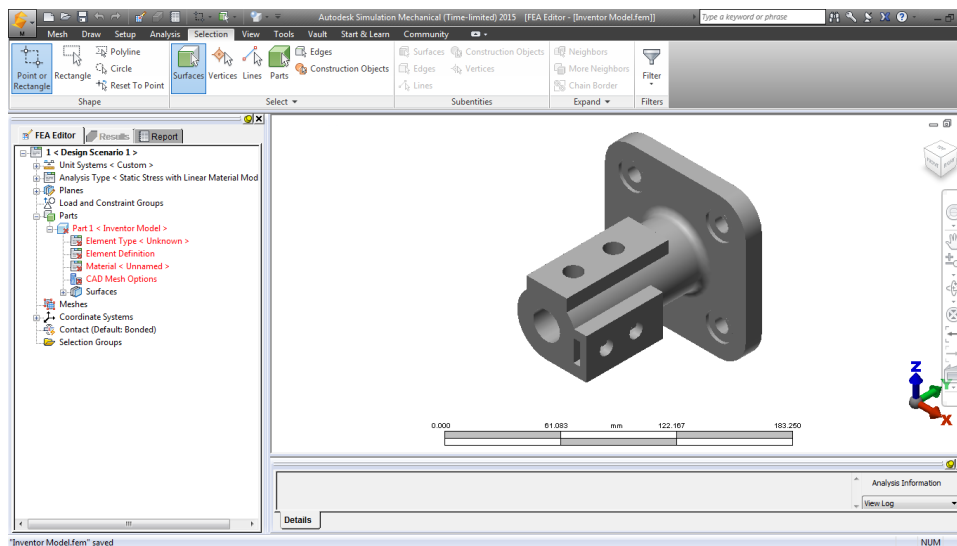 Autodesk Simulation Mechanical (Time-limited) 2015 [FEA Editor - [Inventor Model.fem]]
Type a keyword or phrase
M
Mesh Draw Setup Analysis Selection View Tools Vault Start & Learn Community
Point or Rectangle
Rectangle
Polyline
Circle
Reset To Point
Shape
Surfaces
Vertices
Lines
Parts
Edges
Construction Objects
Select
Surfaces Construction Objects
Edges Vertices
Lines
Subentities
Neighbors
More Neighbors
Chain Border
Expand
Filter
Filters
FEA Editor Results Report
1 < Design Scenario 1 >
Unit Systems < Custom >
Analysis Type < Static Stress with Linear Material Mod
Planes
Load and Constraint Groups
Parts
Part 1 < Inventor Model >
Element Type < Unknown >
Element Definition
Material < Unnamed >
CAD Mesh Options
Surfaces
Meshes
Coordinate Systems
Contact (Default: Bonded)
Selection Groups
Z
Y
X
0.000 61.083 mm 122.167 183.250
Analysis Information
View Log
Details
"Inventor Model.fem" saved
NUM